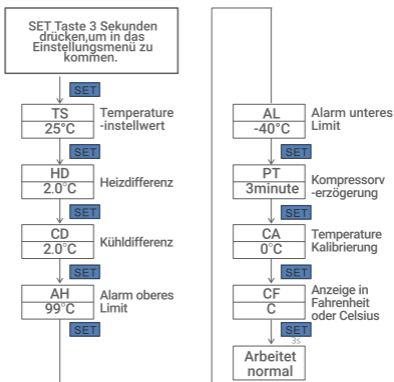 SET Taste 3 Sekunden
drücken,um in das
Einstellungsmenü zu
kommen.
SET
TS
25°C
Temperature
-instellwert
SET
HD
2.0°C
Heizdifferenz
SET
CD
2.0°C
Kühldifferenz
SET
AH
99°C
Alarm oberes
Limit
SET
AL
-40°C
Alarm unteres
Limit
SET
PT
3minute
Kompressorv
-erzögerung
SET
CA
0°C
Temperature
Kalibrierung
SET
CF
C
Anzeige in
Fahrenheit
oder Celsius
SET
3s
Arbeitet
normal